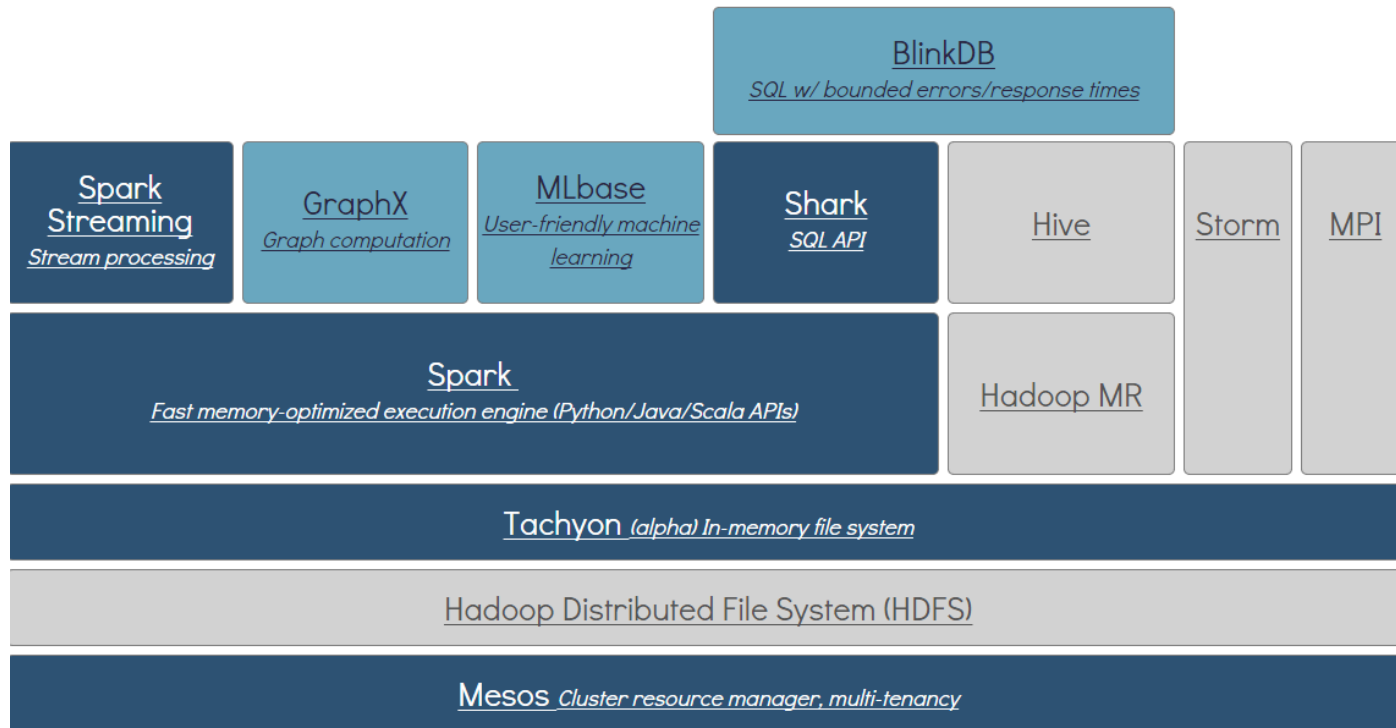 BlinkDB
SQL w/ bounded errors/response times
Spark
Streaming
Stream processing
GraphX
Graph computation
MLbase
User-friendly machine
learning
Shark
SQL API
Hive
Storm
MPI
Spark
Fast memory-optimized execution engine (Python/Java/Scala APIs)
Hadoop MR
Tachyon (alpha) In-memory file system
Hadoop Distributed File System (HDFS)
Mesos Cluster resource manager, multi-tenancy